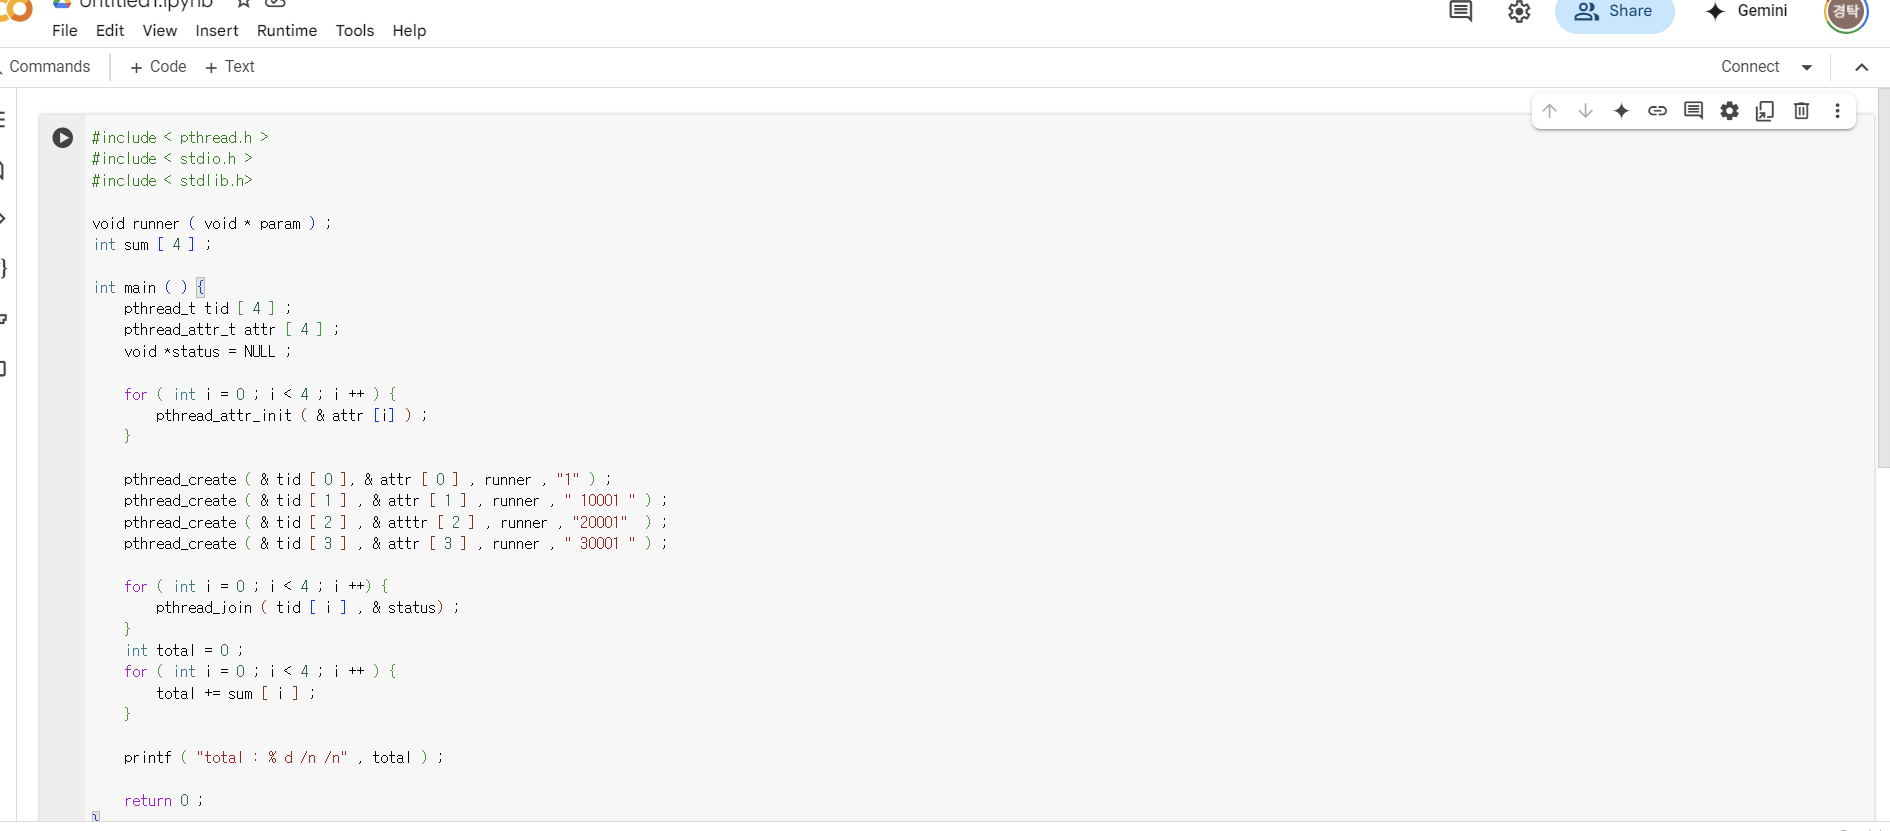 Untitled1.ipynb
File Edit View Insert Runtime Tools Help
Share
Gemini
경탁
Commands + Code + Text
Connect
#include < pthread.h >
#include < stdio.h >
#include < stdlib.h>
void runner ( void * param ) ;
int sum [ 4 ] ;
int main ( ) {
pthread_t tid [ 4 ] ;
pthread_attr_t attr [ 4 ] ;
void *status = NULL ;
for ( int i = 0 ; i < 4 ; i ++ ) {
pthread_attr_init ( & attr [i] ) ;
}
pthread_create ( & tid [ 0 ], & attr [ 0 ] , runner , "1" ) ;
pthread_create ( & tid [ 1 ] , & attr [ 1 ] , runner , " 10001 " ) ;
pthread_create ( & tid [ 2 ] , & atttr [ 2 ] , runner , "20001" ) ;
pthread_create ( & tid [ 3 ] , & attr [ 3 ] , runner , " 30001 " ) ;
for ( int i = 0 ; i < 4 ; i ++) {
pthread_join ( tid [ i ] , & status) ;
}
int total = 0 ;
for ( int i = 0 ; i < 4 ; i ++ ) {
total += sum [ i ] ;
}
printf ( "total : % d /n /n" , total ) ;
return 0 ;
}